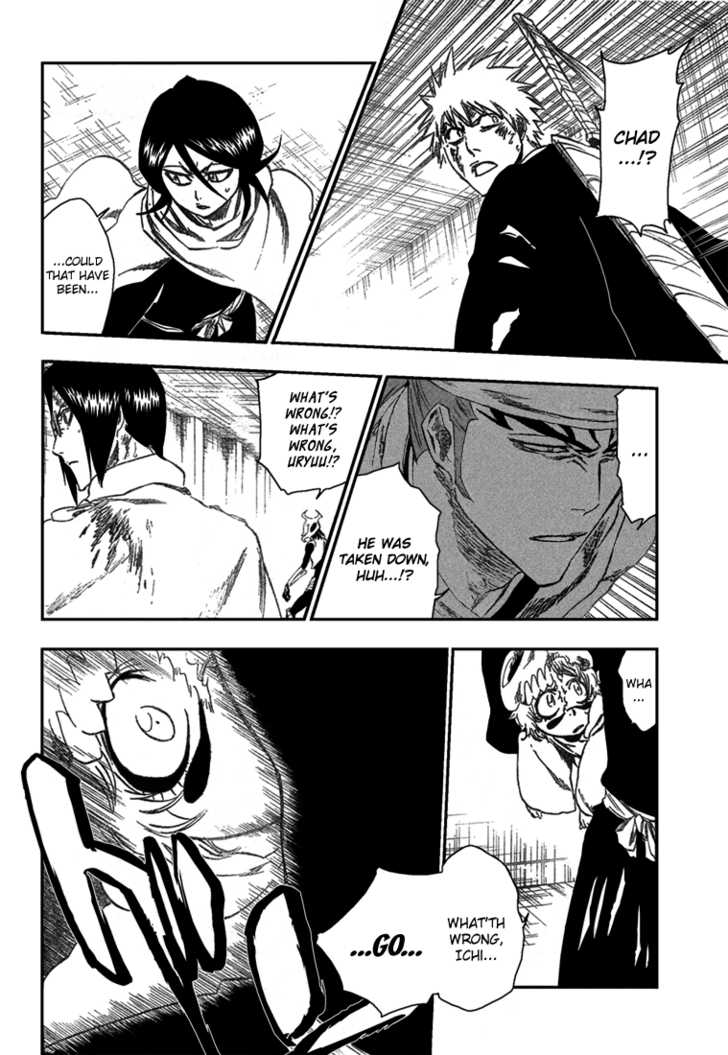 CHAD
...!?
...COULD
THAT HAVE
BEEN...
...
HE WAS
TAKEN DOWN,
HUH...!?
WHAT'S
WRONG!?
WHAT'S
WRONG,
URYUU!?
WHA
...
WHAT'TH
WRONG,
ICHI...
...GO...